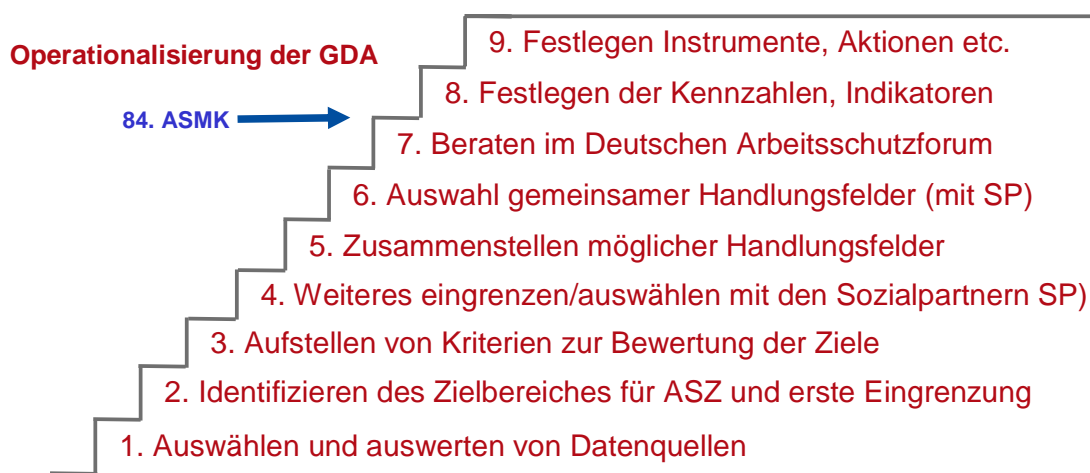 9. Festlegen Instrumente, Aktionen etc.
Operationalisierung der GDA
8. Festlegen der Kennzahlen, Indikatoren
84. ASMK
7. Beraten im Deutschen Arbeitsschutzforum
6. Auswahl gemeinsamer Handlungsfelder (mit SP)
5. Zusammenstellen möglicher Handlungsfelder
4. Weiteres eingrenzen/auswählen mit den Sozialpartnern SP)
3. Aufstellen von Kriterien zur Bewertung der Ziele
2. Identifizieren des Zielbereiches für ASZ und erste Eingrenzung
1. Auswählen und auswerten von Datenquellen